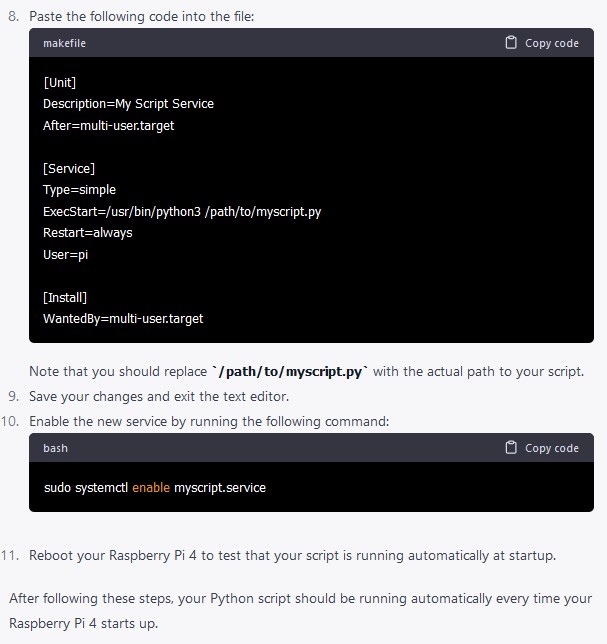 8. Paste the following code into the file:
makefile Copy code
[Unit]
Description=My Script Service
After=multi-user.target
[Service]
Type=simple
ExecStart=/usr/bin/python3 /path/to/myscript.py
Restart=always
User=pi
[Install]
WantedBy=multi-user.target
Note that you should replace `/path/to/myscript.py` with the actual path to your script.
9. Save your changes and exit the text editor.
10. Enable the new service by running the following command:
bash Copy code
sudo systemctl enable myscript.service
11. Reboot your Raspberry Pi 4 to test that your script is running automatically at startup.
After following these steps, your Python script should be running automatically every time your
Raspberry Pi 4 starts up.